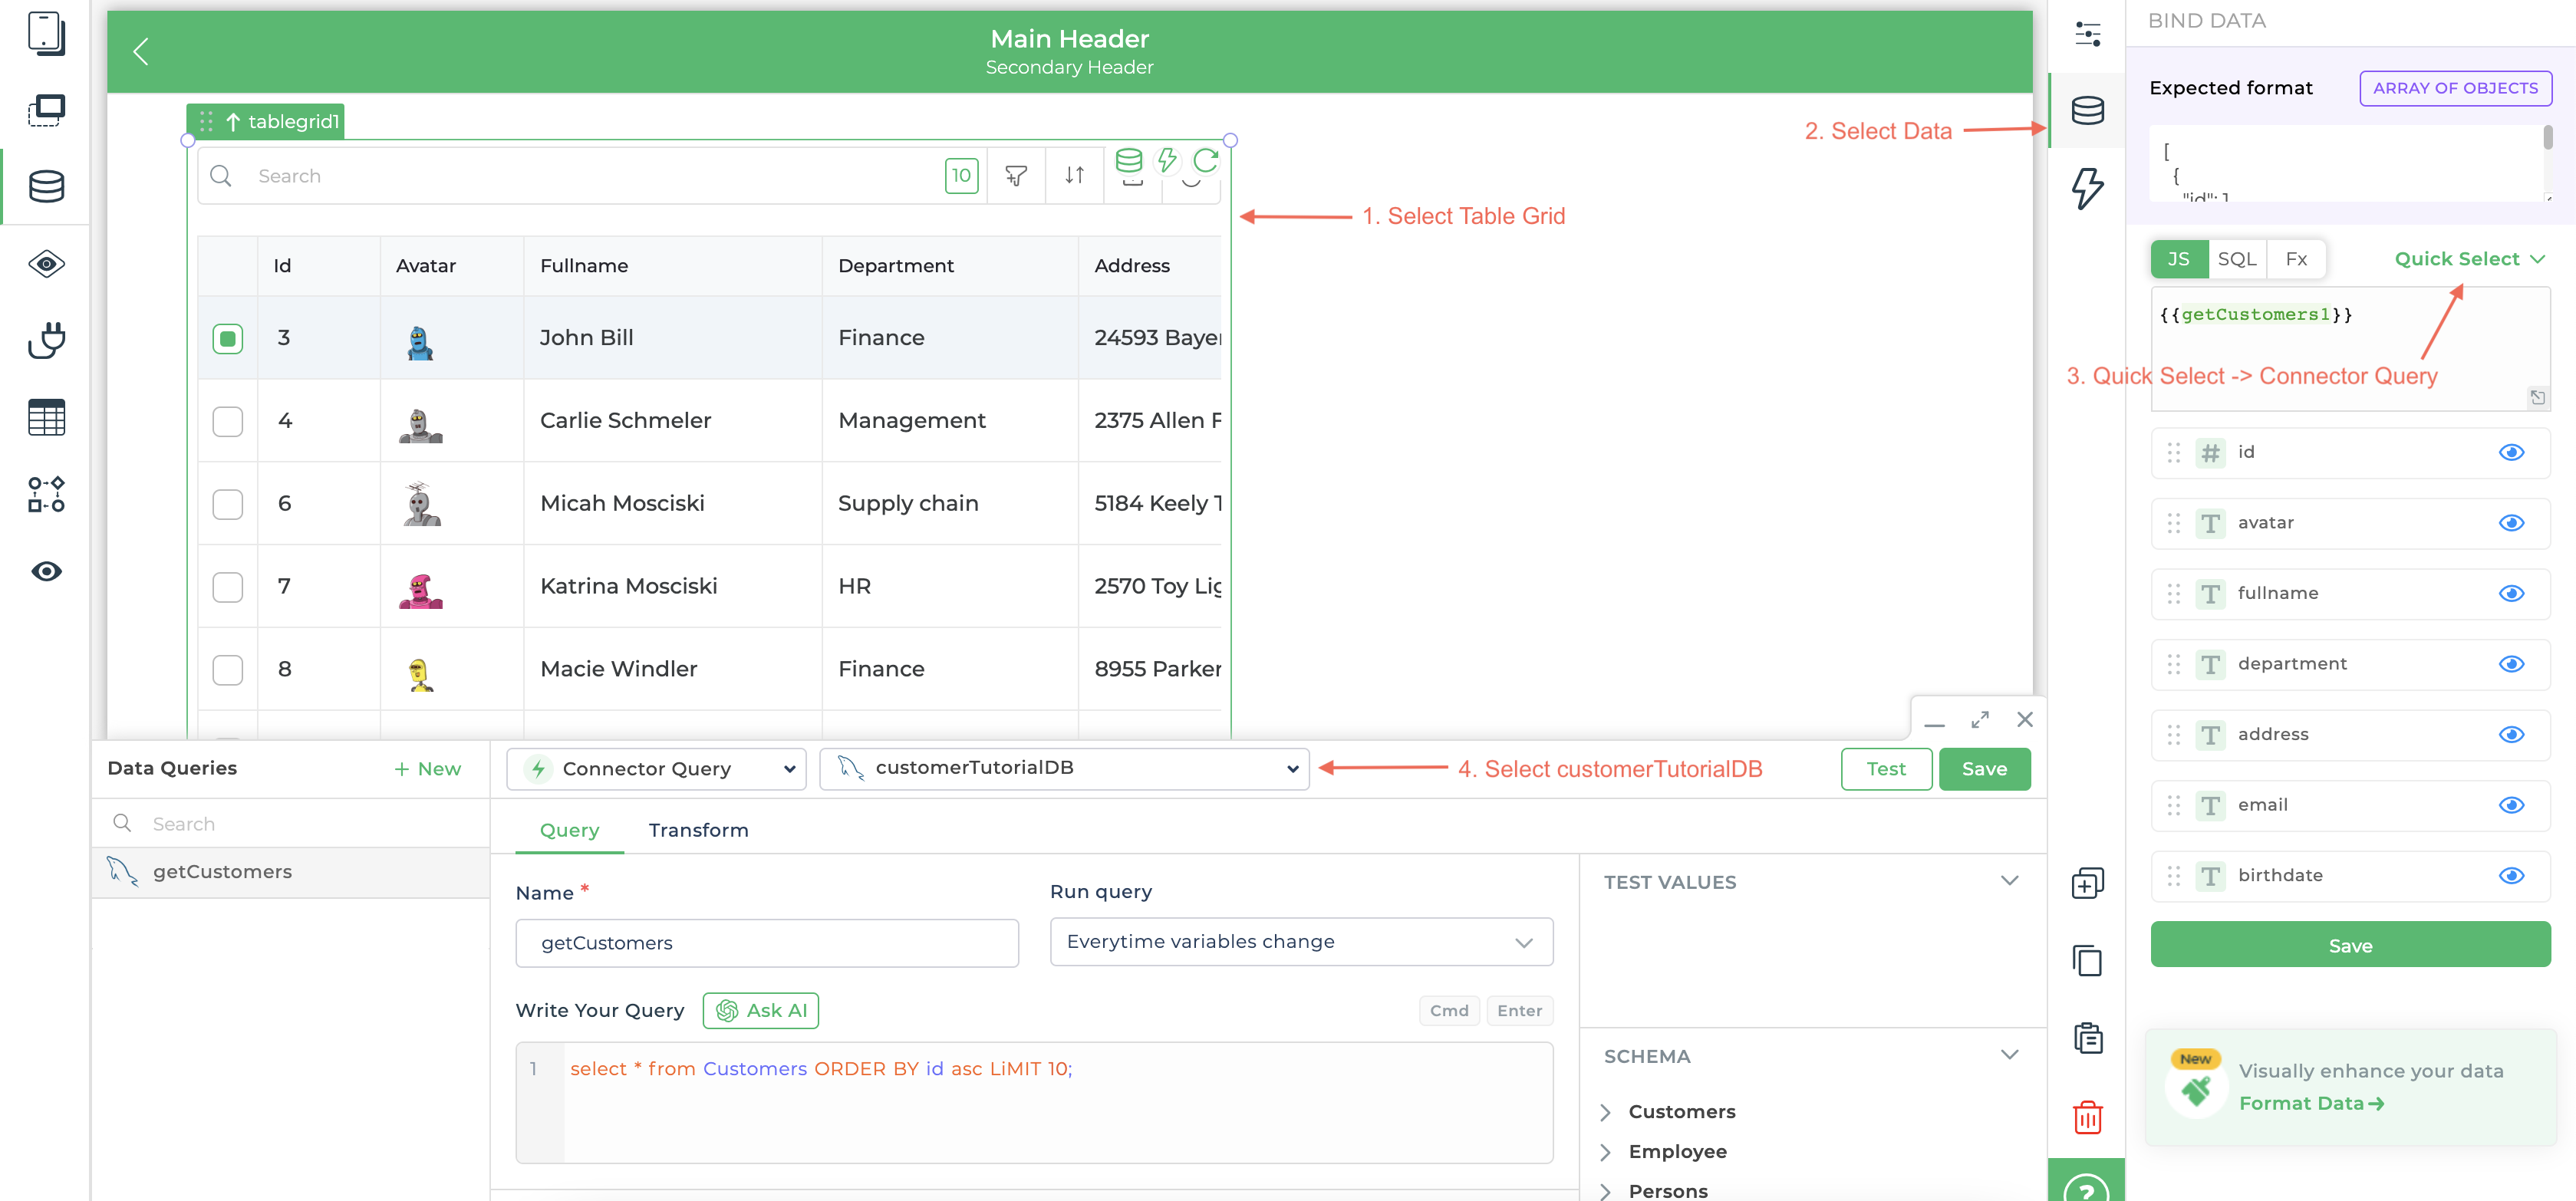 Main Header
Secondary Header
tablegrid1
Search
10
Id Avatar Fullname Department Address
3 John Bill Finance 24593 Bayer
4 Carlie Schmeler Management 2375 Allen F
6 Micah Mosciski Supply chain 5184 Keely T
7 Katrina Mosciski HR 2570 Toy Lig
8 Macie Windler Finance 8955 Parker
1. Select Table Grid
2. Select Data
BIND DATA
Expected format ARRAY OF OBJECTS
[
{
"id": 1
JS SQL Fx Quick Select
{{getCustomers1}}
3. Quick Select -> Connector Query
# id
T avatar
T fullname
T department
T address
T email
T birthdate
Save
New
Visually enhance your data
Format Data
Data Queries + New
Search
getCustomers
Connector Query customerTutorialDB
4. Select customerTutorialDB
Test Save
Query Transform
Name * Run query
getCustomers Everytime variables change
Write Your Query Ask AI Cmd Enter
1 select * from Customers ORDER BY id asc LiMIT 10;
TEST VALUES
SCHEMA
Customers
Employee
Persons
?